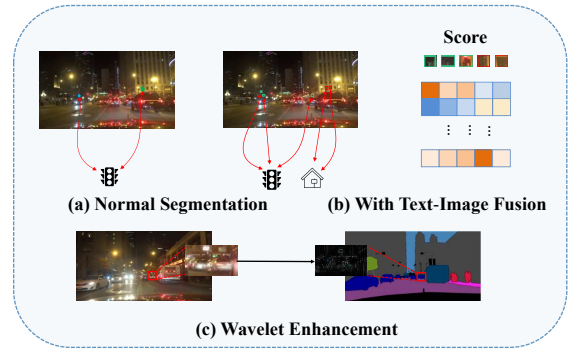 Score
(a) Normal Segmentation
(b) With Text-Image Fusion
(c) Wavelet Enhancement